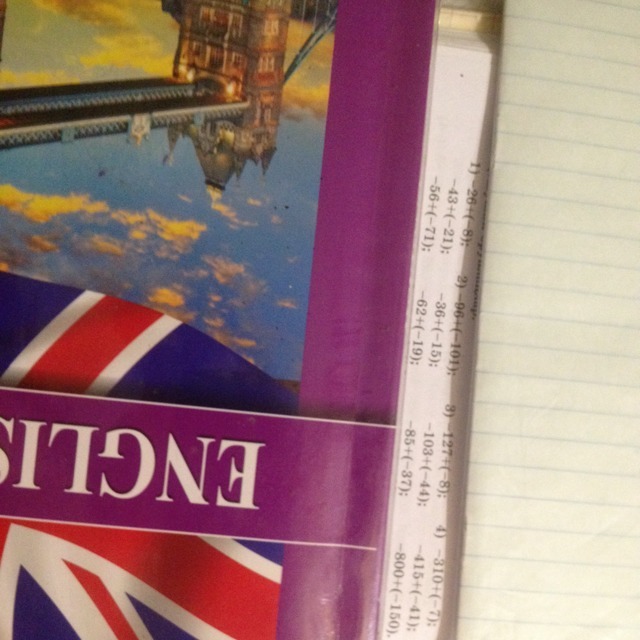 1) -26+(-8); 2) -96+(-101); 3) -127+(-8); 4) -310+(-7);
-43+(-21); -36+(-15); -103+(-44); -415+(-41);
-56+(-71); -62+(-19); -85+(-37); -800+(-150).
ENGLIS